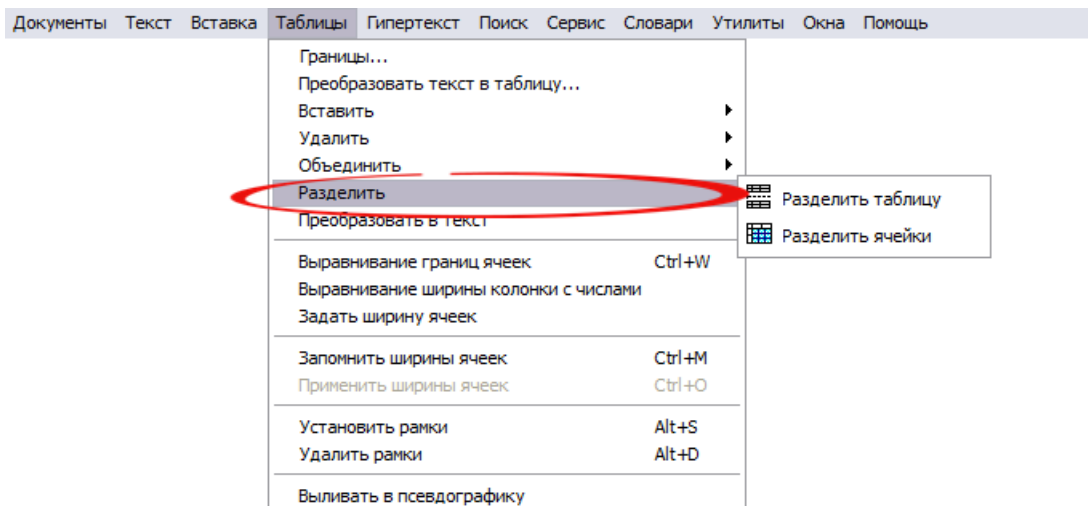 Документы Текст Вставка Таблицы Гипертекст Поиск Сервис Словари Утилиты Окна Помощь
Границы...
Преобразовать текст в таблицу...
Вставить
Удалить
Объединить
Разделить
Разделить таблицу
Преобразовать в текст
Разделить ячейки
Выравнивание границ ячеек Ctrl+W
Выравнивание ширины колонки с числами
Задать ширину ячеек
Запомнить ширины ячеек Ctrl+M
Применить ширины ячеек Ctrl+O
Установить рамки Alt+S
Удалить рамки Alt+D
Выливать в псевдографику